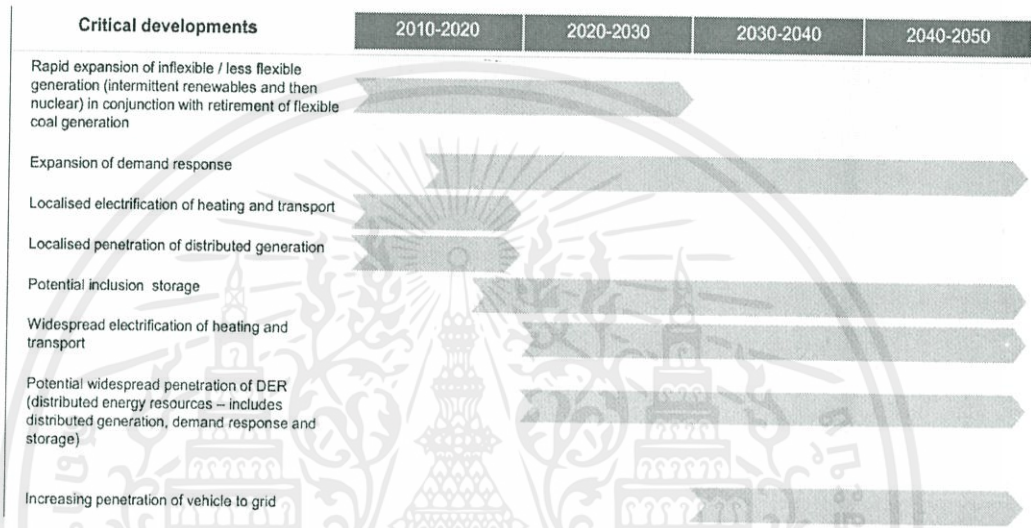 Critical developments
2010-2020
2020-2030
2030-2040
2040-2050
Rapid expansion of inflexible / less flexible
generation (intermittent renewables and then
nuclear) in conjunction with retirement of flexible
coal generation
Expansion of demand response
Localised electrification of heating and transport
Localised penetration of distributed generation
Potential inclusion storage
Widespread electrification of heating and
transport
Potential widespread penetration of DER
(distributed energy resources – includes
distributed generation, demand response and
storage)
Increasing penetration of vehicle to grid